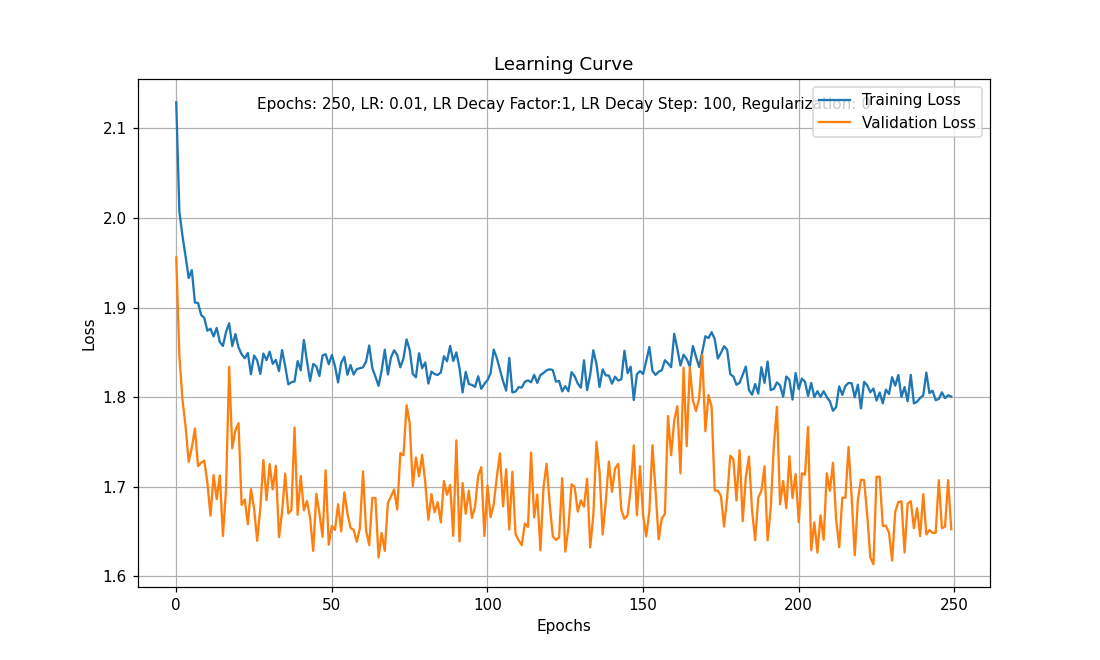 Learning Curve
Epochs: 250, LR: 0.01, LR Decay Factor:1, LR Decay Step: 100, Regularization: 0
Training Loss
Validation Loss
2.1
2.0
1.9
1.8
1.7
1.6
Loss
0 50 100 150 200 250
Epochs